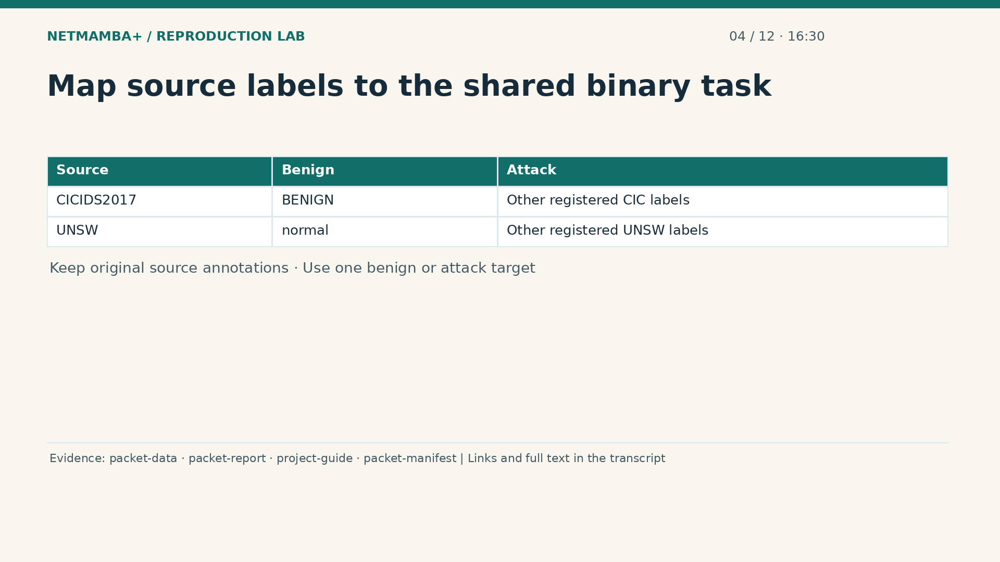 NETMAMBA+ / REPRODUCTION LAB
04 / 12 · 16:30
Map source labels to the shared binary task
Source Benign Attack
CICIDS2017 BENIGN Other registered CIC labels
UNSW normal Other registered UNSW labels
Keep original source annotations · Use one benign or attack target
Evidence: packet-data · packet-report · project-guide · packet-manifest | Links and full text in the transcript